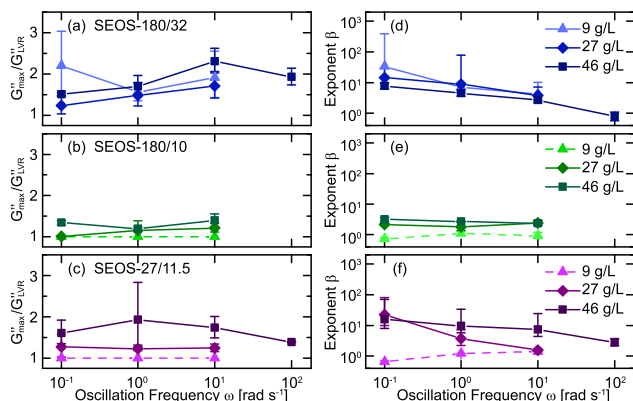 (a) SEOS-180/32
G''max/G''LVR
3
2
1
(d)
Exponent β
10³
10²
10¹
10⁰
9 g/L
27 g/L
46 g/L
(b) SEOS-180/10
G''max/G''LVR
3
2
1
(e)
Exponent β
10³
10²
10¹
10⁰
9 g/L
27 g/L
46 g/L
(c) SEOS-27/11.5
G''max/G''LVR
3
2
1
10⁻¹ 10⁰ 10¹ 10²
Oscillation Frequency ω [rad s⁻¹]
(f)
Exponent β
10³
10²
10¹
10⁰
9 g/L
27 g/L
46 g/L
10⁻¹ 10⁰ 10¹ 10²
Oscillation Frequency ω [rad s⁻¹]